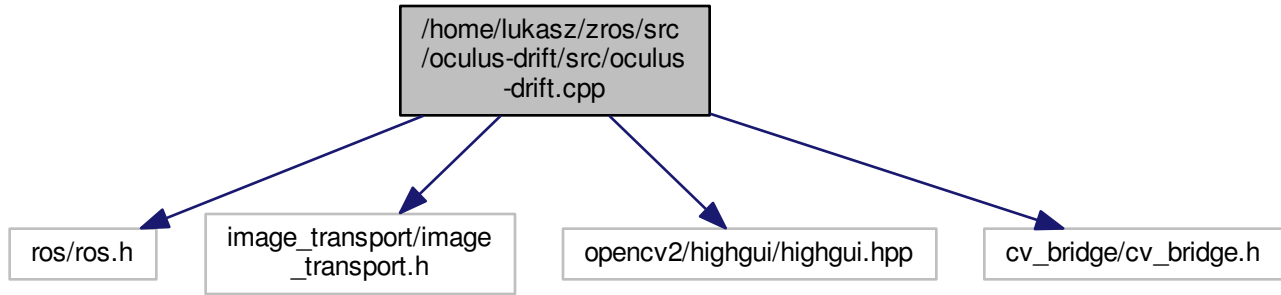 /home/lukasz/zros/src
/oculus-drift/src/oculus
-drift.cpp
ros/ros.h
image_transport/image
_transport.h
opencv2/highgui/highgui.hpp
cv_bridge/cv_bridge.h